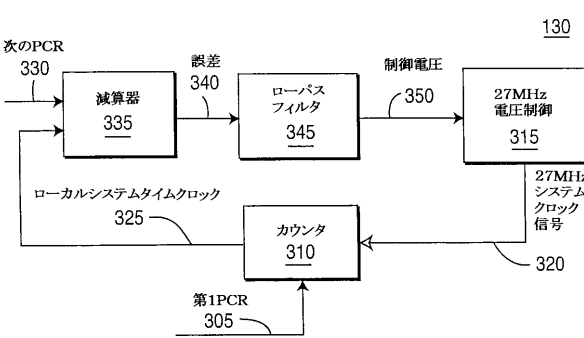 130
次のPCR
330
減算器
335
誤差
340
ローパス
フィルタ
345
制御電圧
350
27MHz
電圧制御
315
27MHz
システム
クロック
信号
320
ローカルシステムタイムクロック
325
カウンタ
310
第1PCR
305